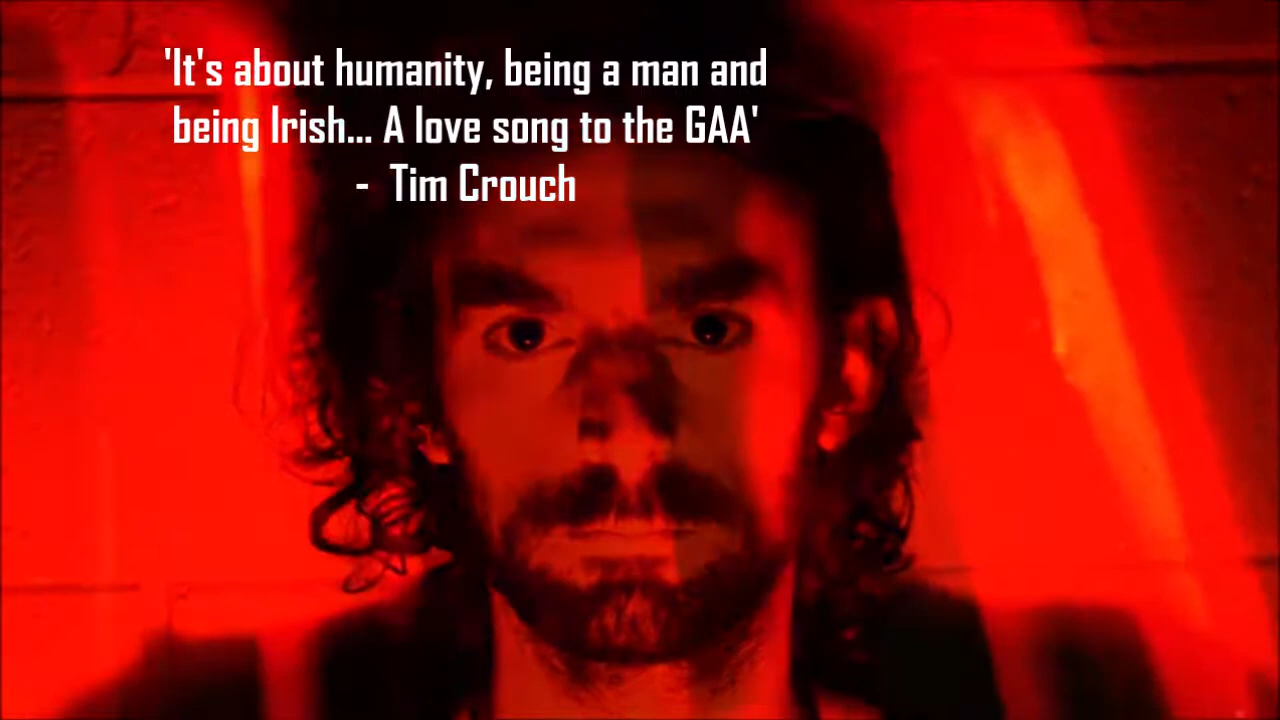 'It's about humanity, being a man and
being Irish... A love song to the GAA'
- Tim Crouch